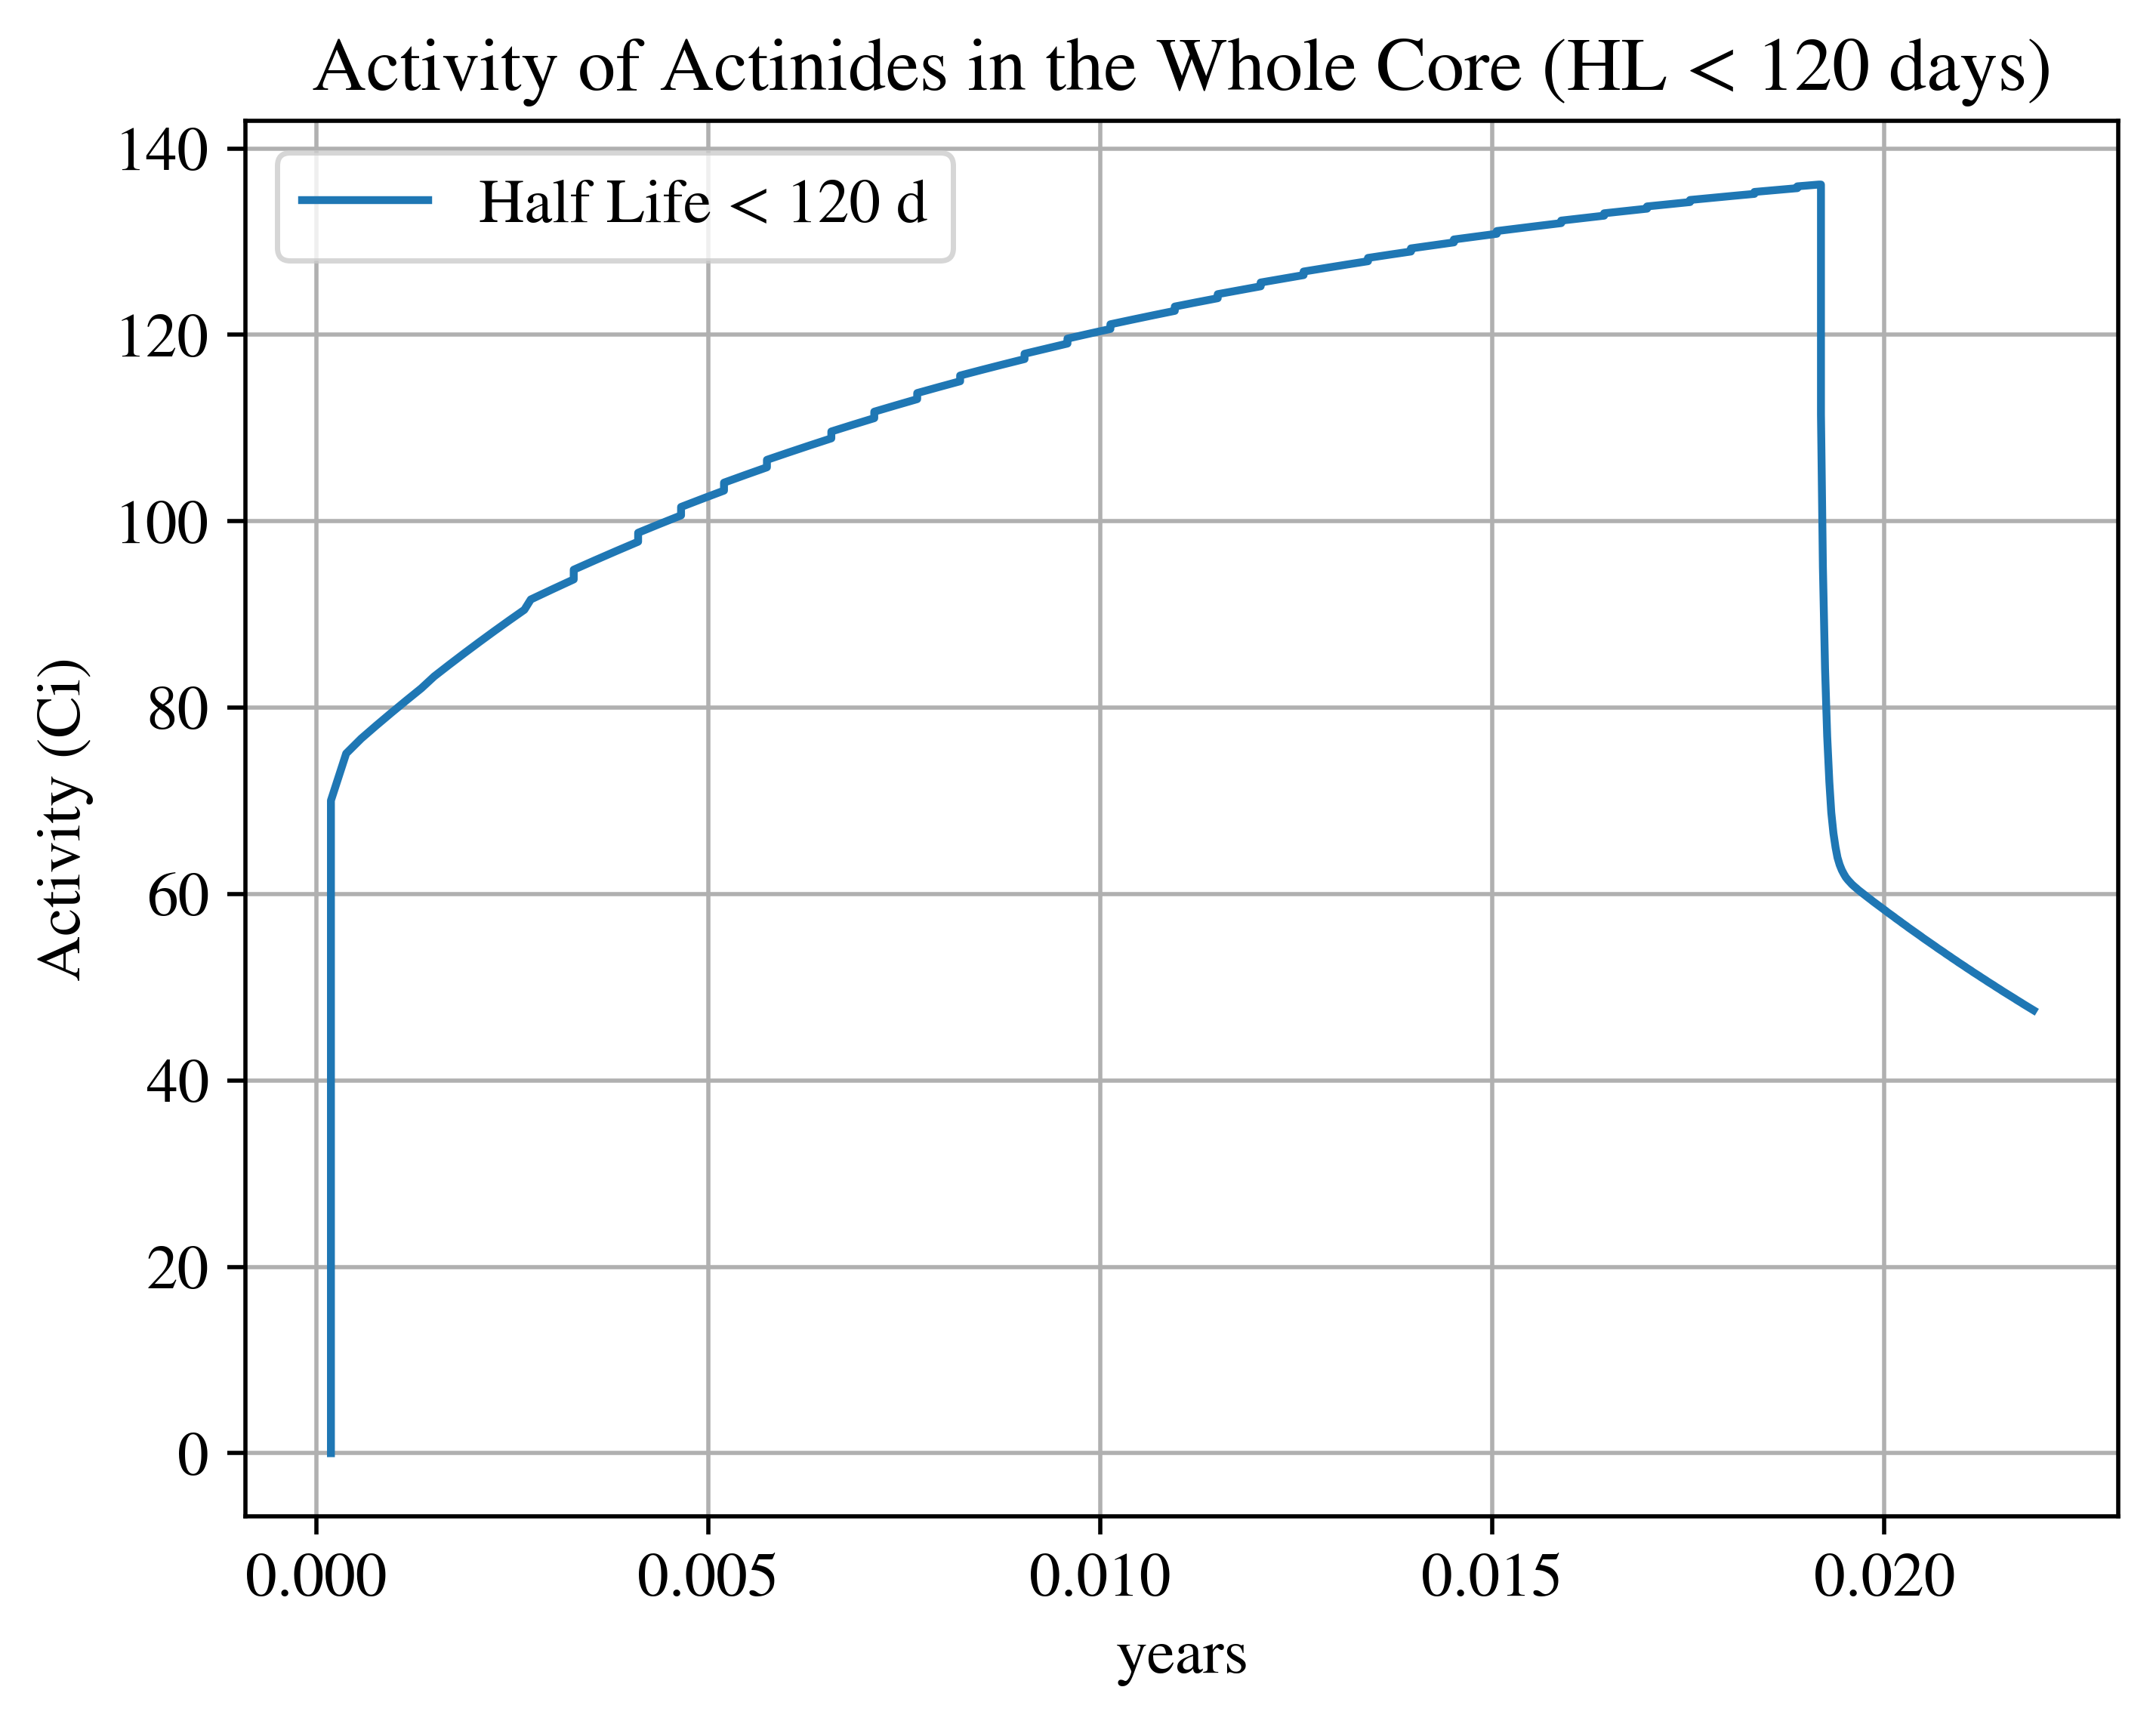 Activity of Actinides in the Whole Core (HL < 120 days)
Half Life < 120 d
Activity (Ci)
140
120
100
80
60
40
20
0
0.000 0.005 0.010 0.015 0.020
years